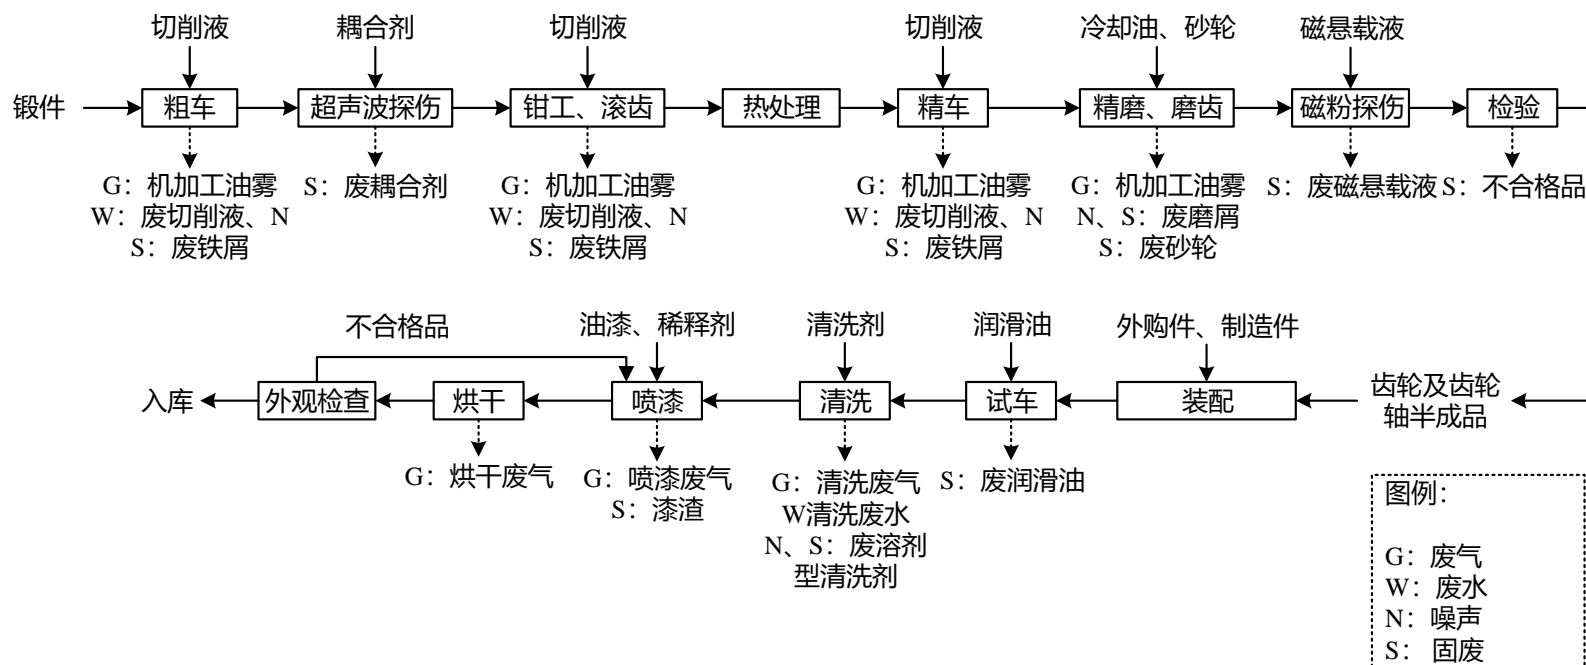 切削液
耦合剂
切削液
切削液
冷却油、砂轮
磁悬载液
锻件
粗车
超声波探伤
钳工、滚齿
热处理
精车
精磨、磨齿
磁粉探伤
检验
G：机加工油雾
W：废切削液、N
S：废铁屑
S：废耦合剂
G：机加工油雾
W：废切削液、N
S：废铁屑
G：机加工油雾
W：废切削液、N
S：废铁屑
G：机加工油雾
N、S：废磨屑
S：废砂轮
S：废磁悬载液
S：不合格品
不合格品
油漆、稀释剂
清洗剂
润滑油
外购件、制造件
入库
外观检查
烘干
喷漆
清洗
试车
装配
齿轮及齿轮
轴半成品
G：烘干废气
G：喷漆废气
S：漆渣
G：清洗废气
W清洗废水
N、S：废溶剂
型清洗剂
S：废润滑油
图例：
G：废气
W：废水
N：噪声
S： 固废